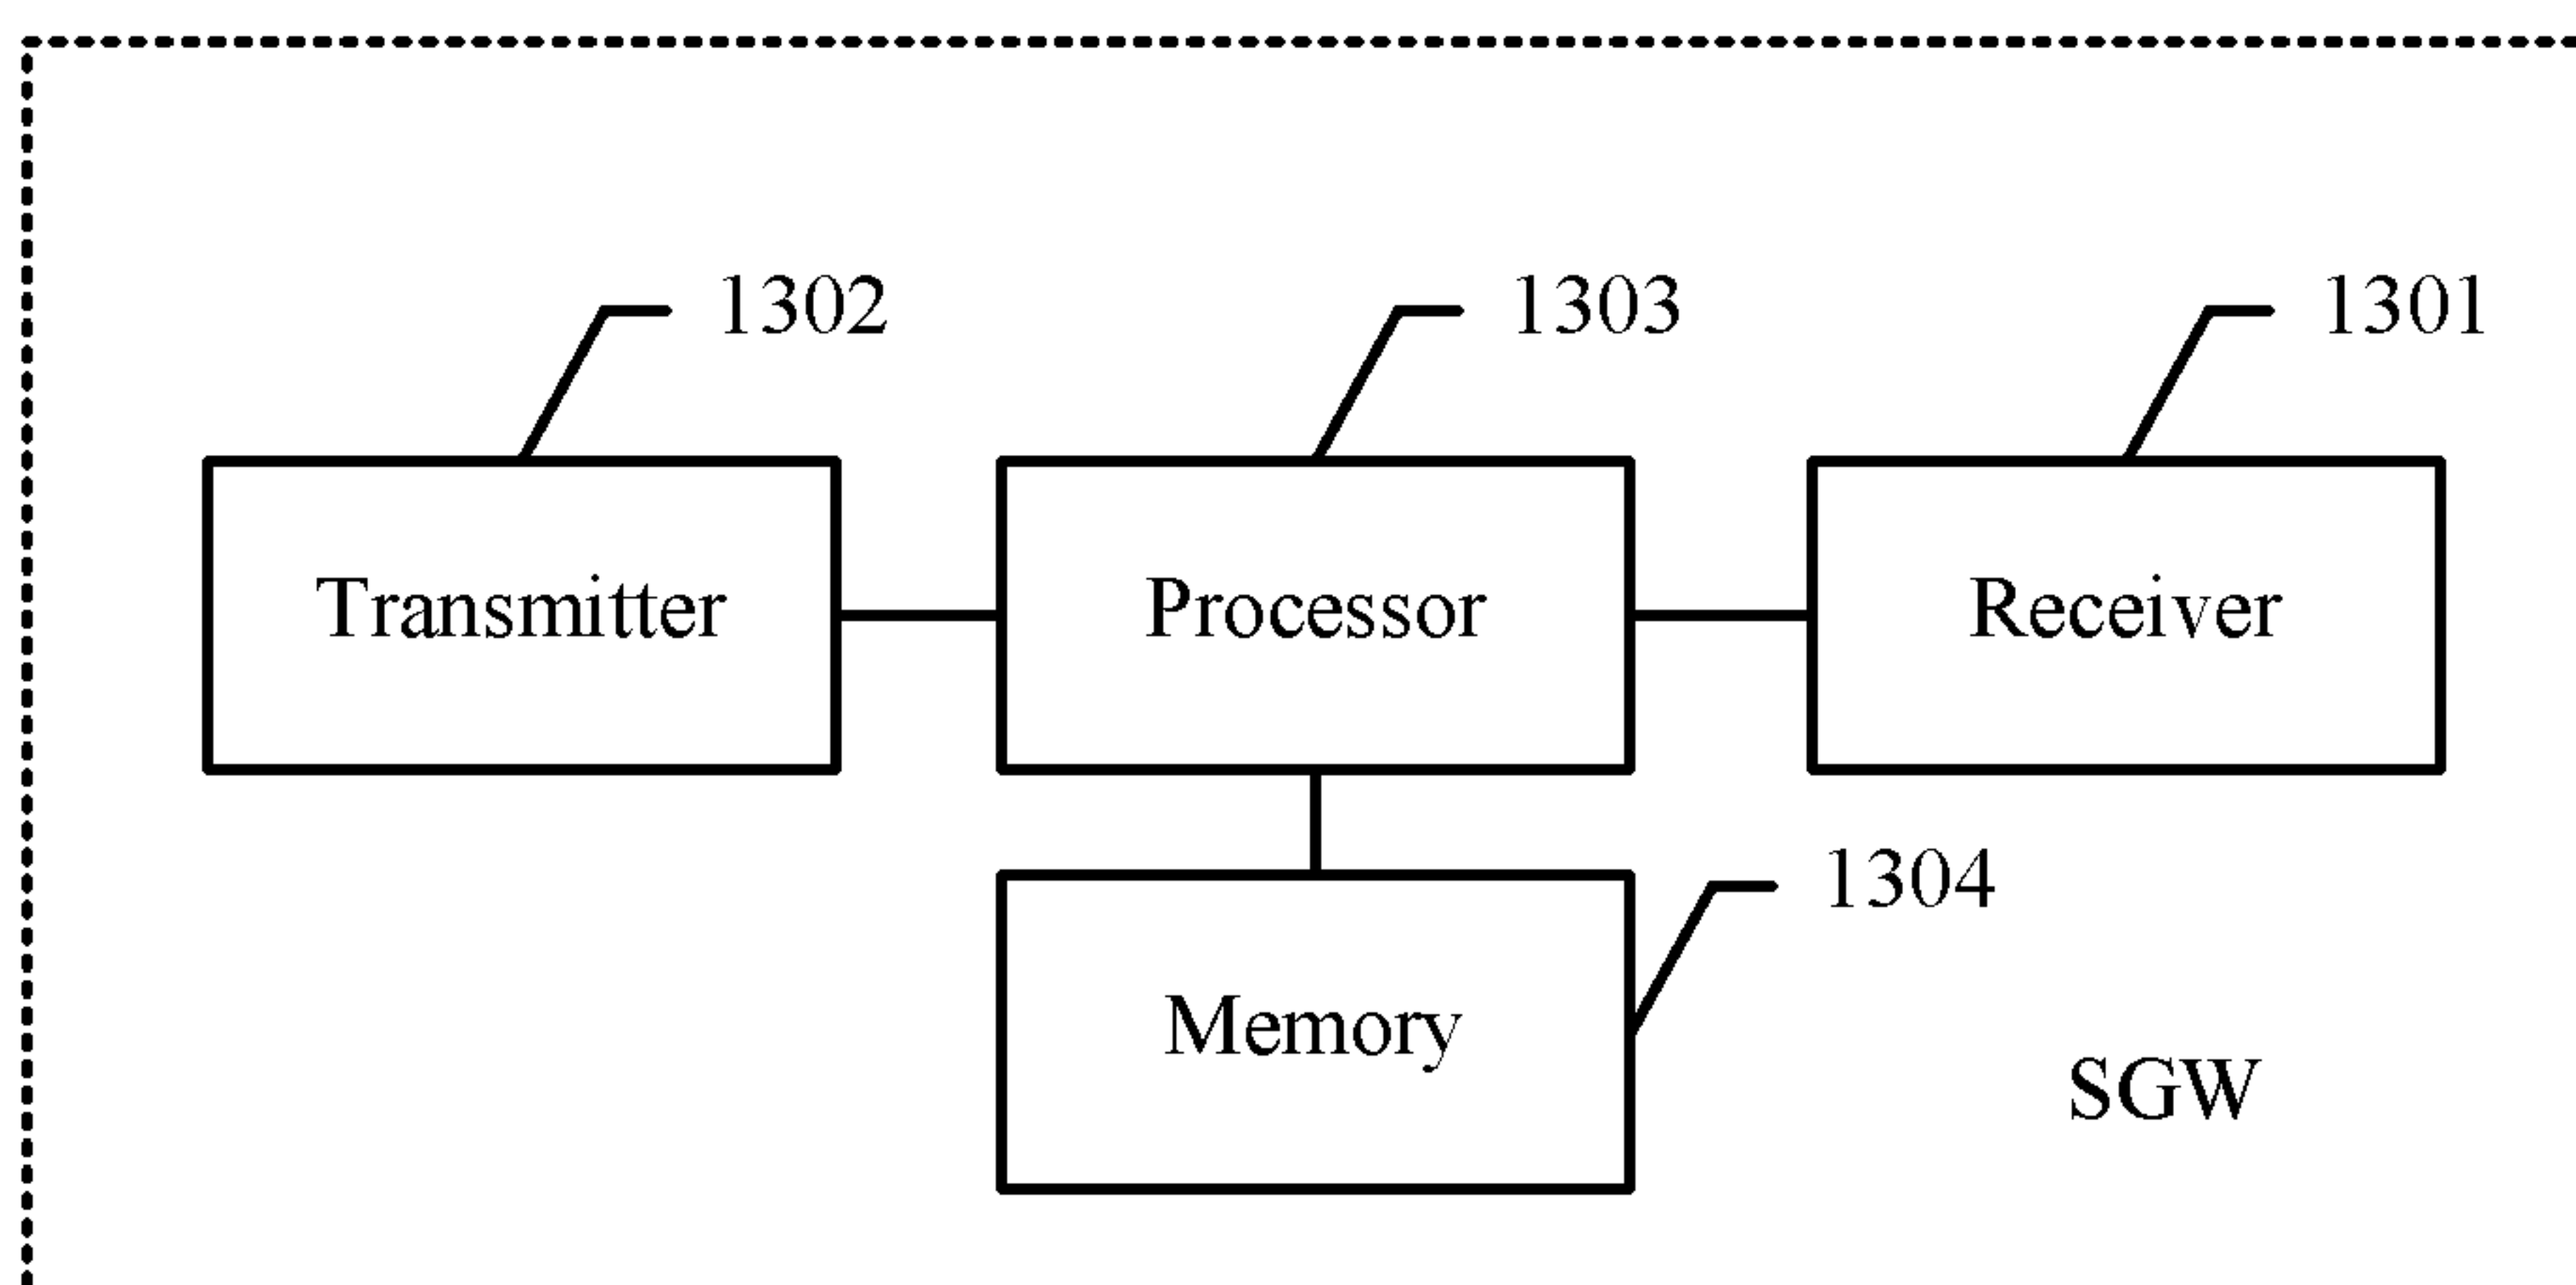 1302
1303
1301
Transmitter
Processor
Receiver
1304
Memory
SGW